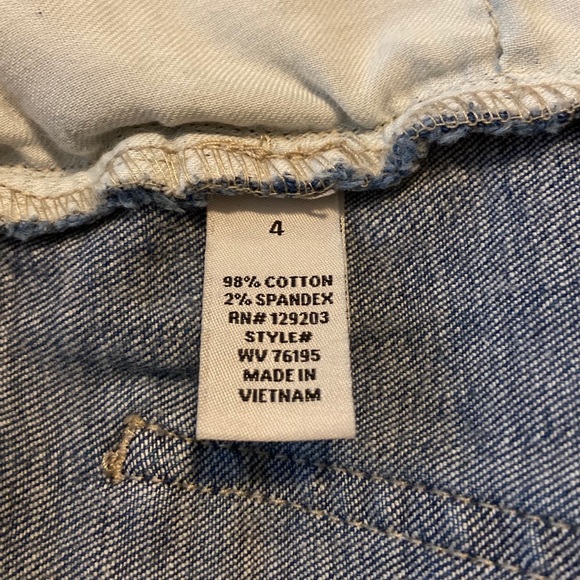 4
98% COTTON
2% SPANDEX
RN# 129203
STYLE#
WV 76195
MADE IN
VIETNAM